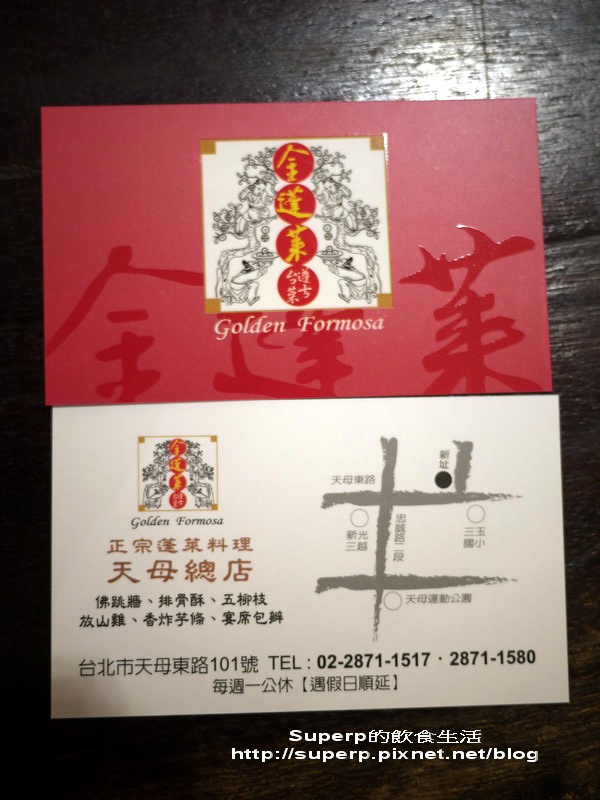 金蓬萊
遵古台菜
Golden Formosa
金蓬萊
金蓬萊
遵古台菜
Golden Formosa
正宗蓬萊料理
天母總店
佛跳牆、排骨酥、五柳枝
放山雞、香炸芋條、宴席包辦
新址
天母東路
新光
三越
忠誠路二段
三玉
國小
天母運動公園
台北市天母東路101號 TEL : 02-2871-1517 · 2871-1580
每週一公休【遇假日順延】
Superp的飲食生活
http://superp.pixnet.net/blog